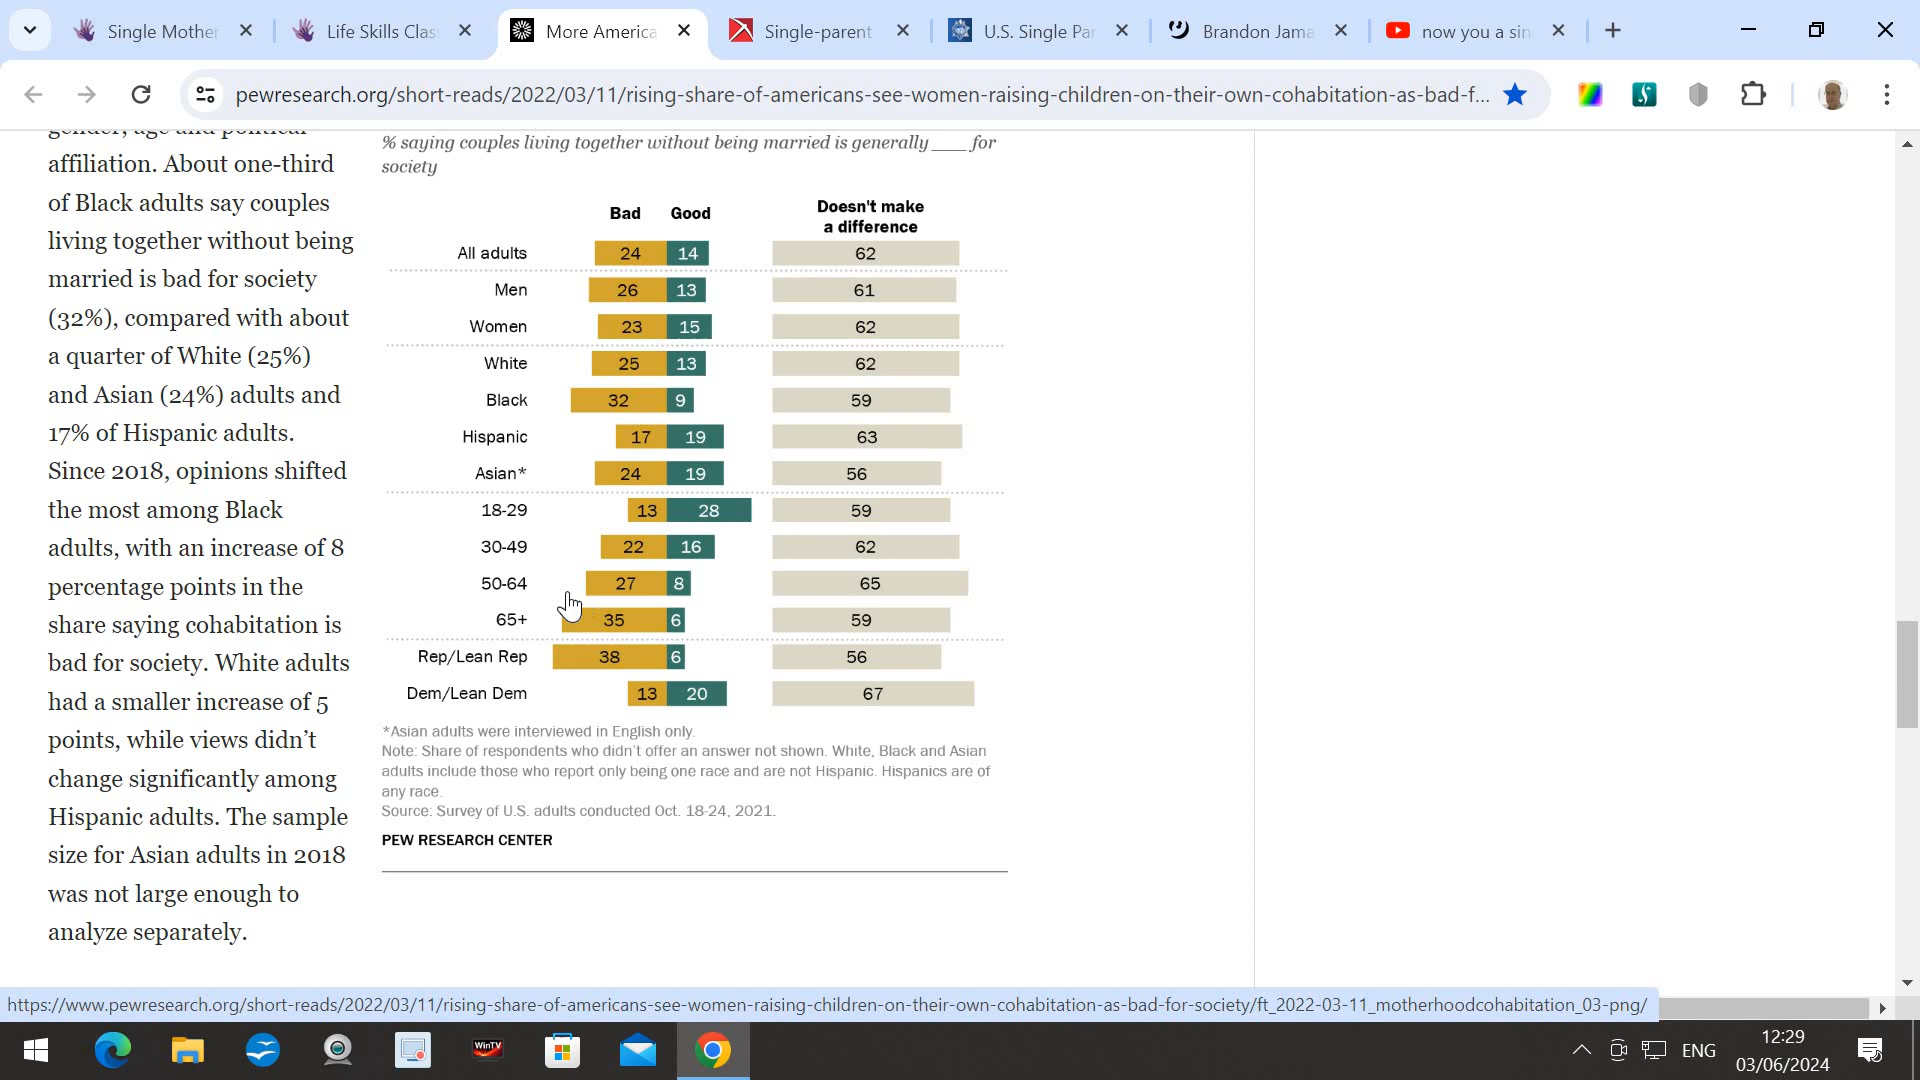 Single Mother
Life Skills Clas
More America
Single-parent
U.S. Single Par
Brandon Jama
now you a sin
pewresearch.org/short-reads/2022/03/11/rising-share-of-americans-see-women-raising-children-on-their-own-cohabitation-as-bad-f...
gender, age and political
affiliation. About one-third
of Black adults say couples
living together without being
married is bad for society
(32%), compared with about
a quarter of White (25%)
and Asian (24%) adults and
17% of Hispanic adults.
Since 2018, opinions shifted
the most among Black
adults, with an increase of 8
percentage points in the
share saying cohabitation is
bad for society. White adults
had a smaller increase of 5
points, while views didn't
change significantly among
Hispanic adults. The sample
size for Asian adults in 2018
was not large enough to
analyze separately.
% saying couples living together without being married is generally ___ for
society
Bad Good Doesn't make
a difference
All adults 24 14 62
Men 26 13 61
Women 23 15 62
White 25 13 62
Black 32 9 59
Hispanic 17 19 63
Asian* 24 19 56
18-29 13 28 59
30-49 22 16 62
50-64 27 8 65
65+ 35 6 59
Rep/Lean Rep 38 6 56
Dem/Lean Dem 13 20 67
*Asian adults were interviewed in English only.
Note: Share of respondents who didn't offer an answer not shown. White, Black and Asian
adults include those who report only being one race and are not Hispanic. Hispanics are of
any race.
Source: Survey of U.S. adults conducted Oct. 18-24, 2021.
PEW RESEARCH CENTER
https://www.pewresearch.org/short-reads/2022/03/11/rising-share-of-americans-see-women-raising-children-on-their-own-cohabitation-as-bad-for-society/ft_2022-03-11_motherhoodcohabitation_03-png/
WinTV
ENG
12:29
03/06/2024